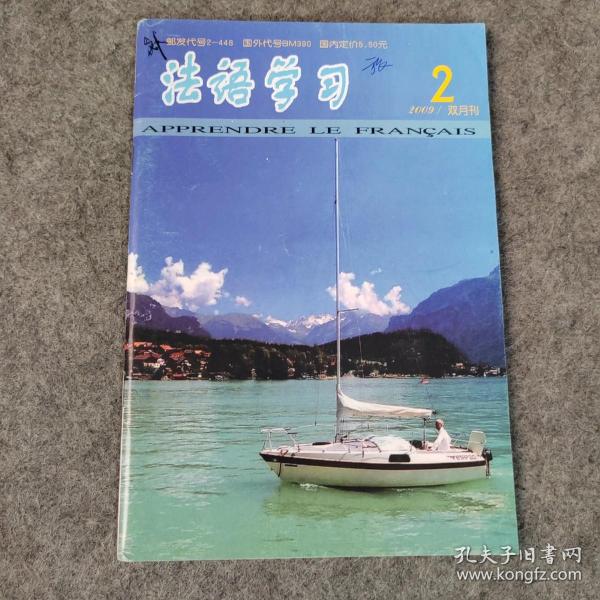 邮发代号2-446 国外代号BM380 国内定价5.50元
法语学习
2
2009/双月刊
APPRENDRE LE FRANÇAIS
孔夫子旧书网
www.kongfz.com